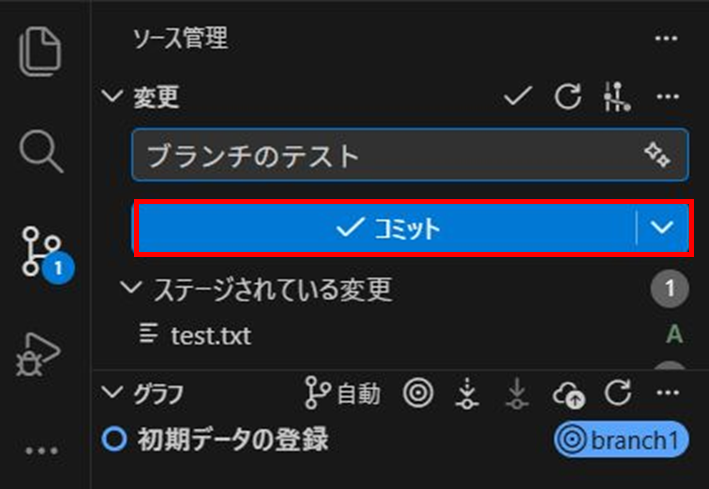 ソース管理
変更
ブランチのテスト
コミット
1
ステージされている変更 1
test.txt A
グラフ 自動
初期データの登録 branch1